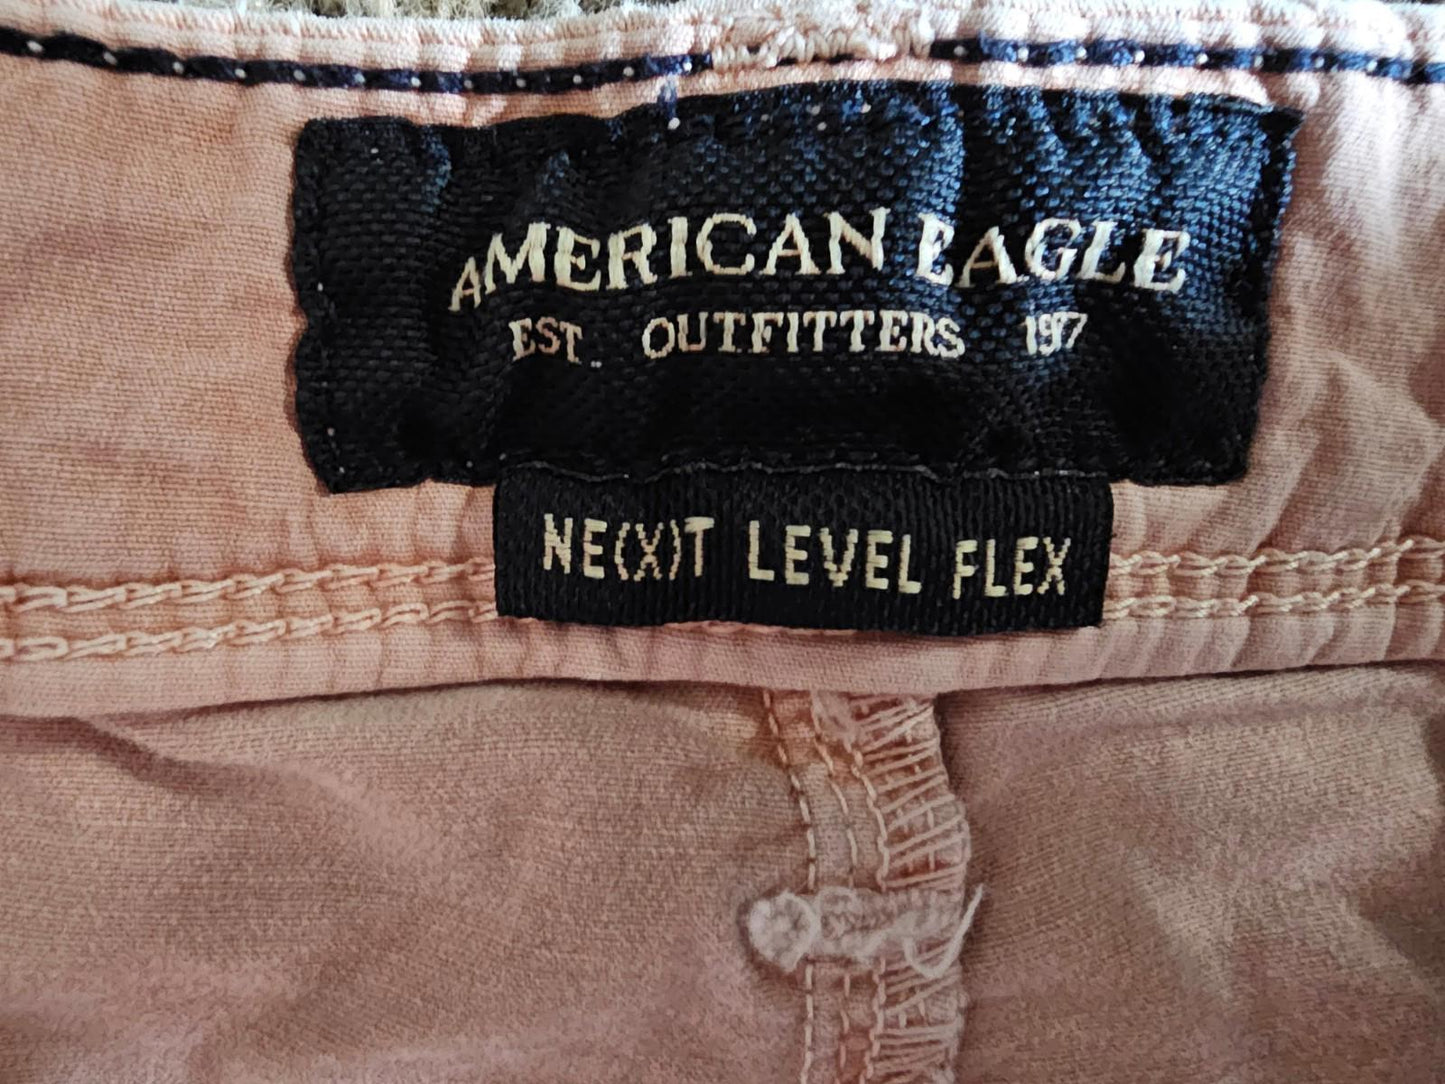 AMERICAN EAGLE
EST. OUTFITTERS 1977
NE(X)T LEVEL FLEX